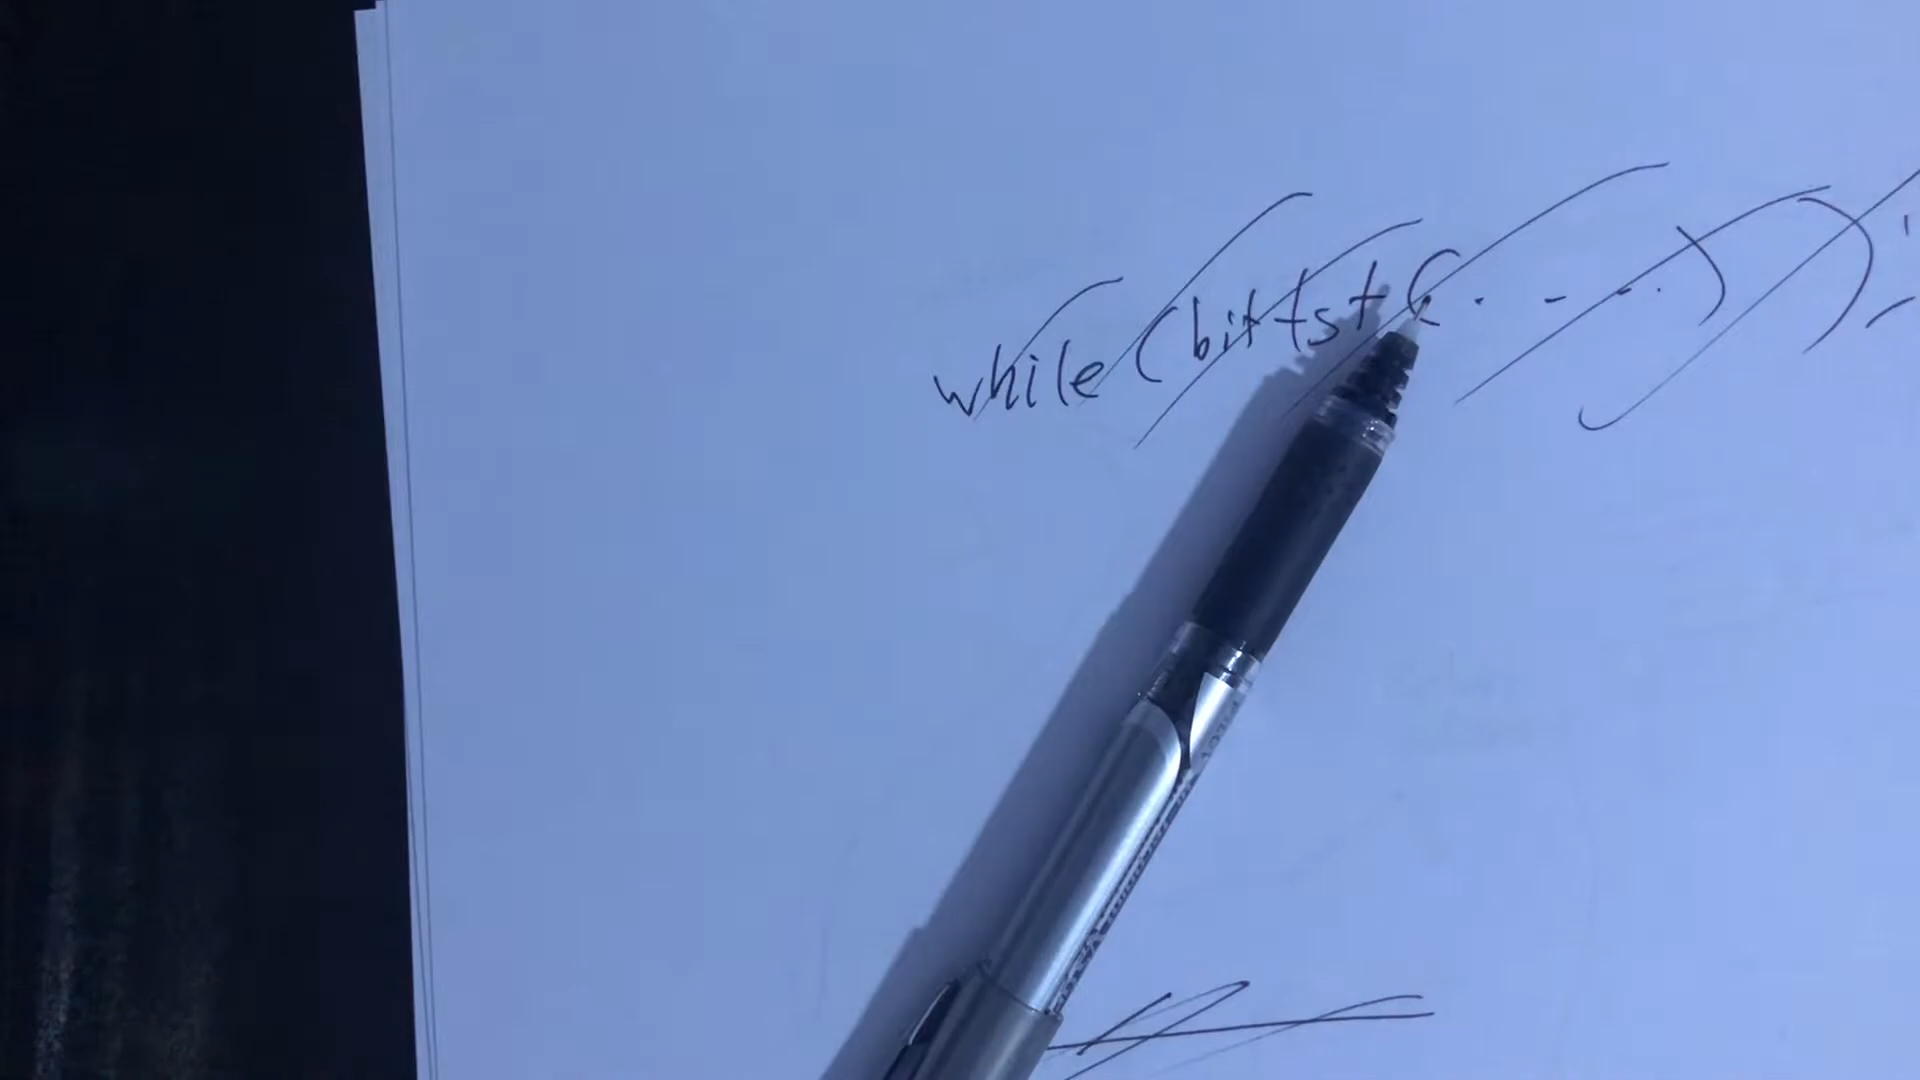 while (bittst(. - -.));